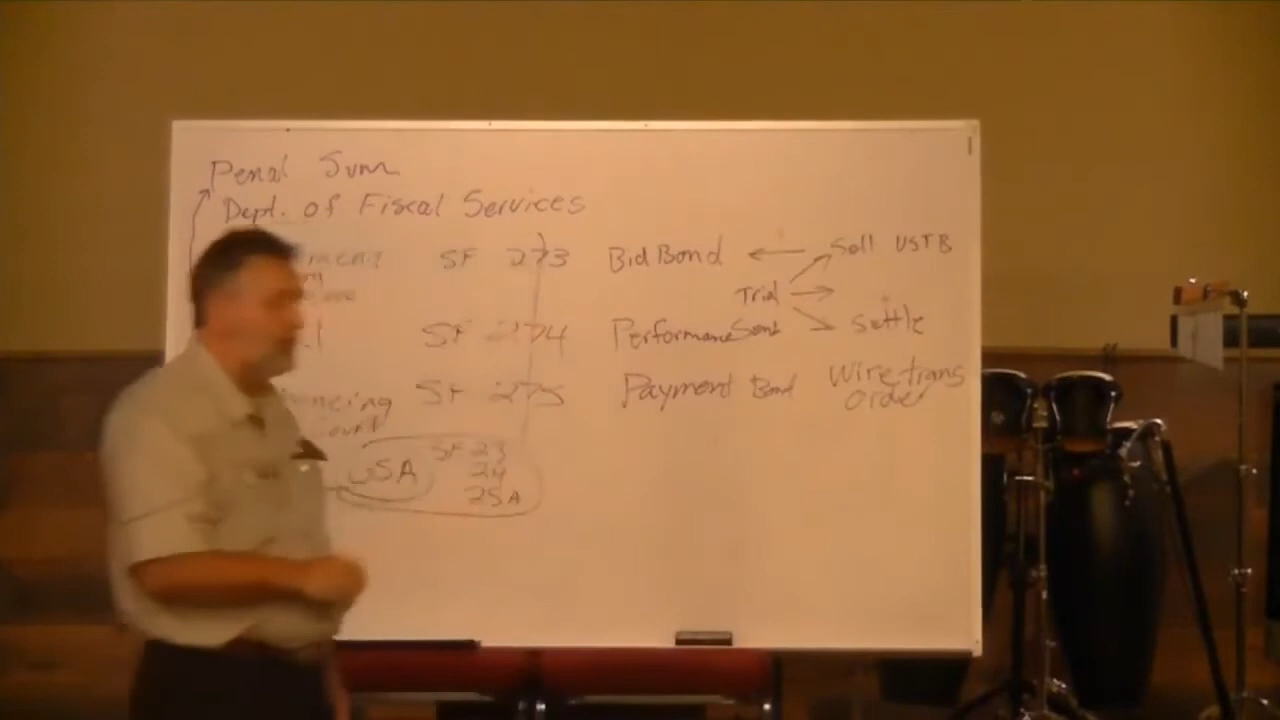 Penal Sum
Dept. of Fiscal Services
SF 273 Bid Bond Sell USTB
Trial
SF 274 Performance Bond settle
SF 275 Payment Bond Wire trans
order
USA SF 23
24
25A